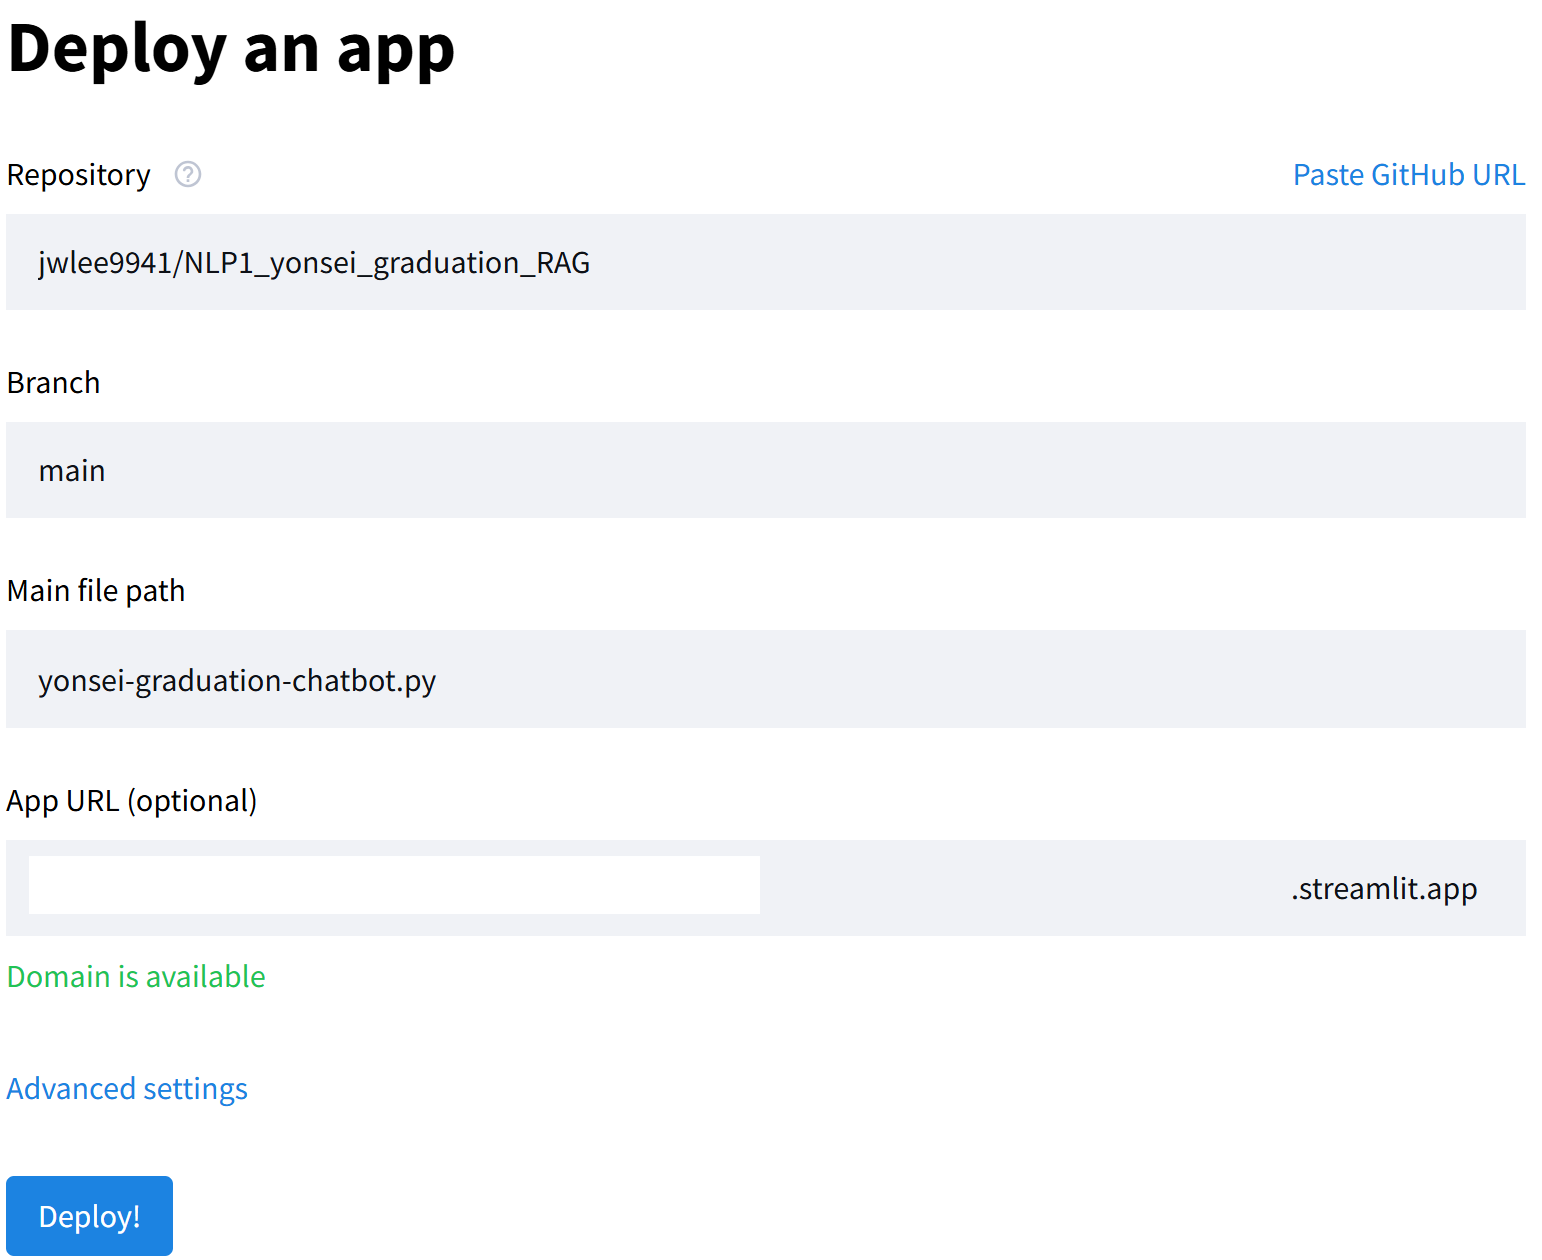 Deploy an app
Repository
Paste GitHub URL
jwlee9941/NLP1_yonsei_graduation_RAG
Branch
main
Main file path
yonsei-graduation-chatbot.py
App URL (optional)
.streamlit.app
Domain is available
Advanced settings
Deploy!